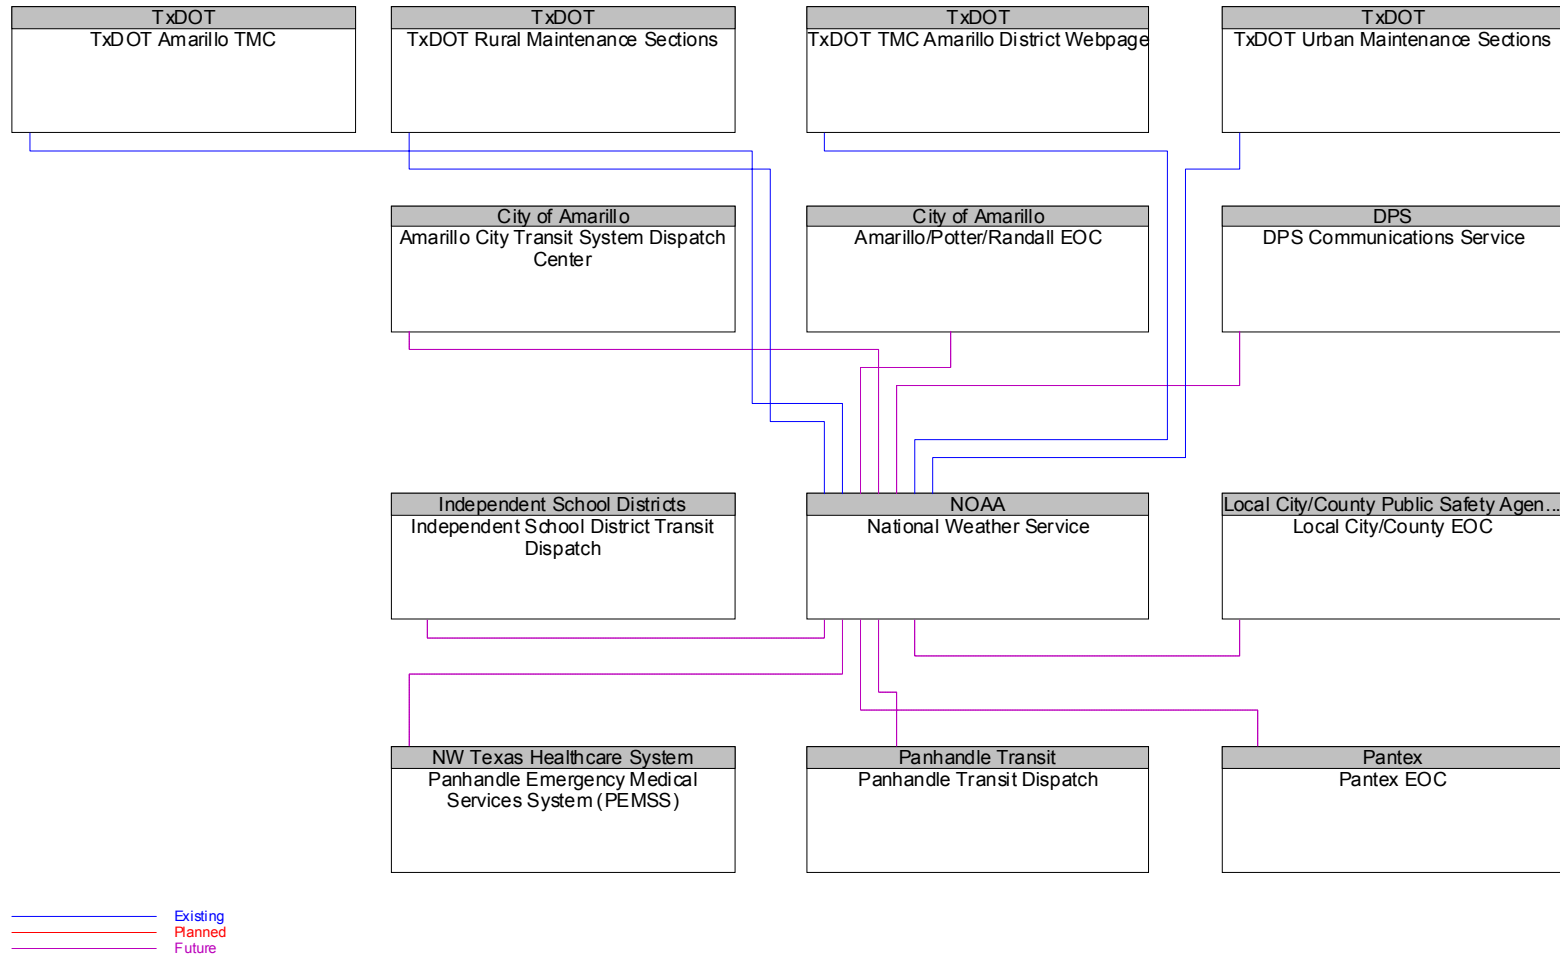 TxDOT
TxDOT Amarillo TMC
TxDOT
TxDOT Rural Maintenance Sections
TxDOT
TxDOT TMC Amarillo District Webpage
TxDOT
TxDOT Urban Maintenance Sections
City of Amarillo
Amarillo City Transit System Dispatch
Center
City of Amarillo
Amarillo/Potter/Randall EOC
DPS
DPS Communications Service
Independent School Districts
Independent School District Transit
Dispatch
NOAA
National Weather Service
Local City/County Public Safety Agen...
Local City/County EOC
NW Texas Healthcare System
Panhandle Emergency Medical
Services System (PEMSS)
Panhandle Transit
Panhandle Transit Dispatch
Pantex
Pantex EOC
Existing
Planned
Future